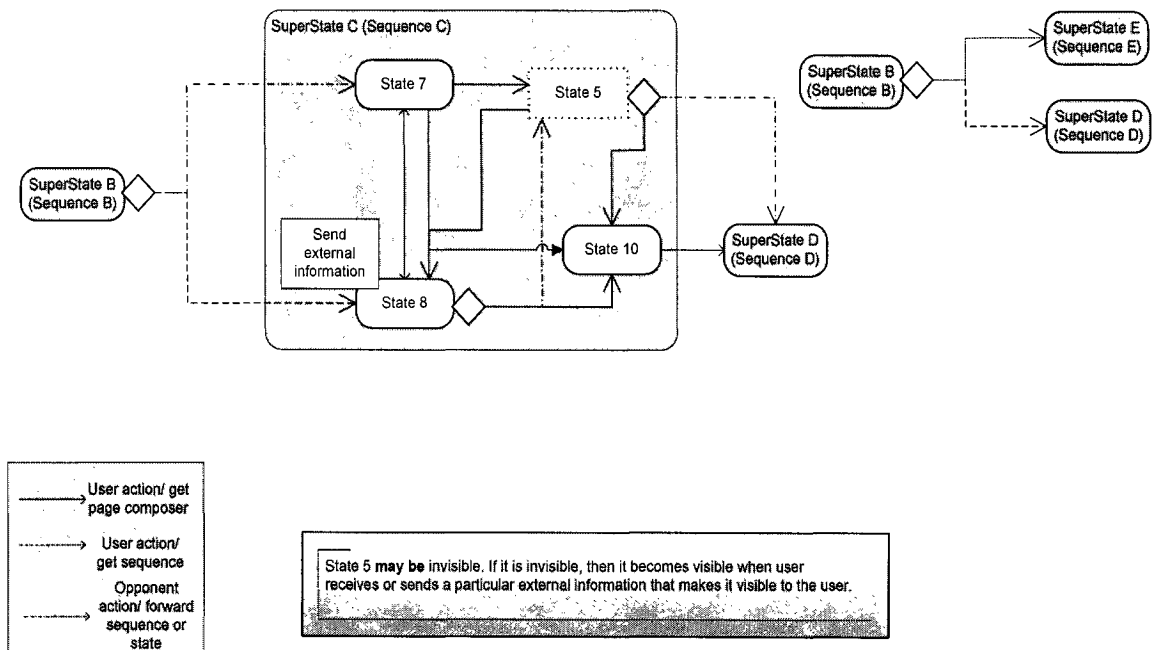 SuperState C (Sequence C)
State 7
State 5
SuperState B
(Sequence B)
Send
external
information
State 8
State 10
SuperState D
(Sequence D)
SuperState B
(Sequence B)
SuperState E
(Sequence E)
SuperState D
(Sequence D)
User action/ get
page composer
User action/
get sequence
Opponent
action/ forward
sequence or
state
State 5 may be invisible. If it is invisible, then it becomes visible when user
receives or sends a particular external information that makes it visible to the user.